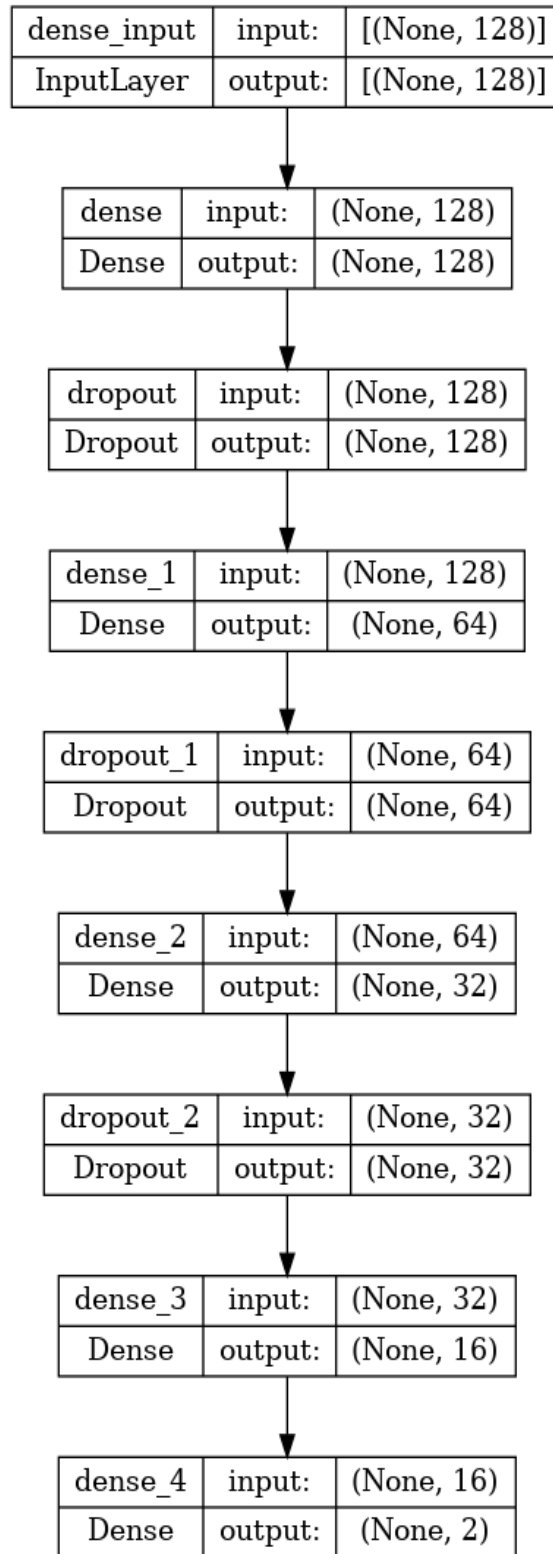 dense_input input: [(None, 128)]
InputLayer output: [(None, 128)]
dense input: (None, 128)
Dense output: (None, 128)
dropout input: (None, 128)
Dropout output: (None, 128)
dense_1 input: (None, 128)
Dense output: (None, 64)
dropout_1 input: (None, 64)
Dropout output: (None, 64)
dense_2 input: (None, 64)
Dense output: (None, 32)
dropout_2 input: (None, 32)
Dropout output: (None, 32)
dense_3 input: (None, 32)
Dense output: (None, 16)
dense_4 input: (None, 16)
Dense output: (None, 2)